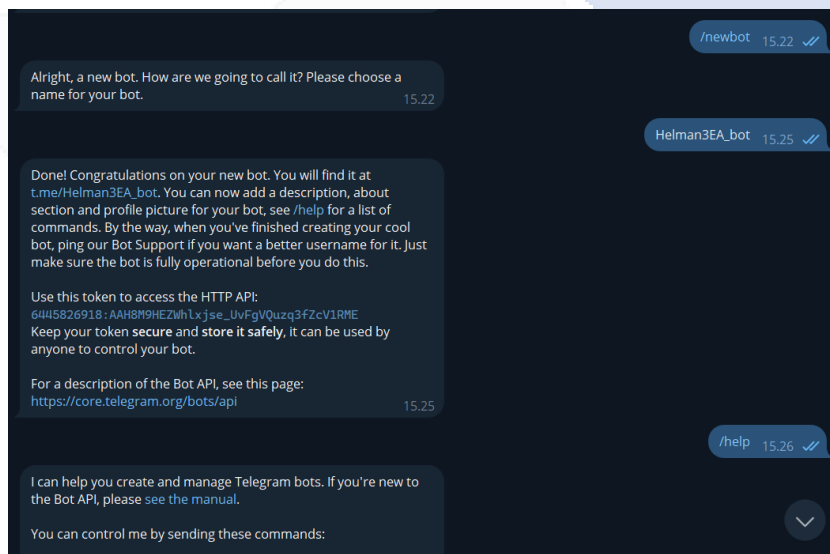 /newbot 15.22
Alright, a new bot. How are we going to call it? Please choose a
name for your bot. 15.22
Helman3EA_bot 15.25
Done! Congratulations on your new bot. You will find it at
t.me/Helman3EA_bot. You can now add a description, about
section and profile picture for your bot, see /help for a list of
commands. By the way, when you've finished creating your cool
bot, ping our Bot Support if you want a better username for it. Just
make sure the bot is fully operational before you do this.
Use this token to access the HTTP API:
6445826918:AAH8M9HEZWhlxjse_UvFgVQuzq3fZcV1RME
Keep your token secure and store it safely, it can be used by
anyone to control your bot.
For a description of the Bot API, see this page:
https://core.telegram.org/bots/api 15.25
/help 15.26
I can help you create and manage Telegram bots. If you're new to
the Bot API, please see the manual.
You can control me by sending these commands: